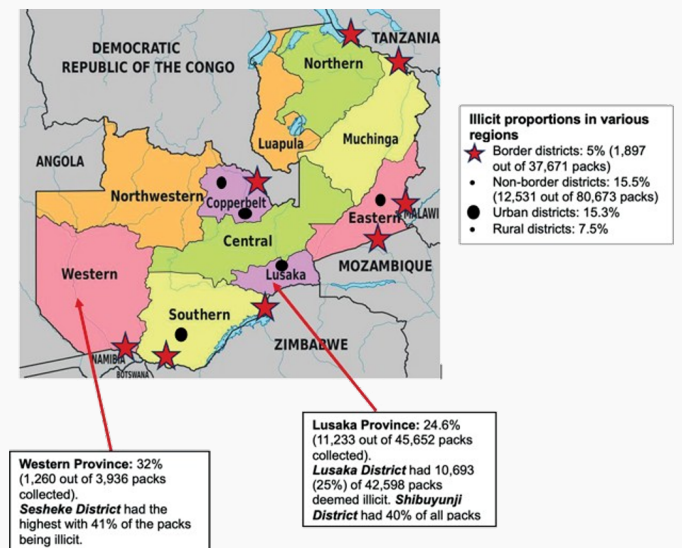 DEMOCRATIC
REPUBLIC OF THE CONGO
TANZANIA
Northern
Luapula
Muchinga
ANGOLA
Northwestern
Copperbelt
Eastern
MALAWI
Central
Western
Lusaka
MOZAMBIQUE
Southern
ZIMBABWE
NAMIBIA
BOTSWANA
Illicit proportions in various
regions
Border districts: 5% (1,897
out of 37,671 packs)
Non-border districts: 15.5%
(12,531 out of 80,673 packs)
Urban districts: 15.3%
Rural districts: 7.5%
Western Province: 32%
(1,260 out of 3,936 packs
collected).
Sesheke District had the
highest with 41% of the packs
being illicit.
Lusaka Province: 24.6%
(11,233 out of 45,652 packs
collected).
Lusaka District had 10,693
(25%) of 42,598 packs
deemed illicit. Shibuyunji
District had 40% of all packs